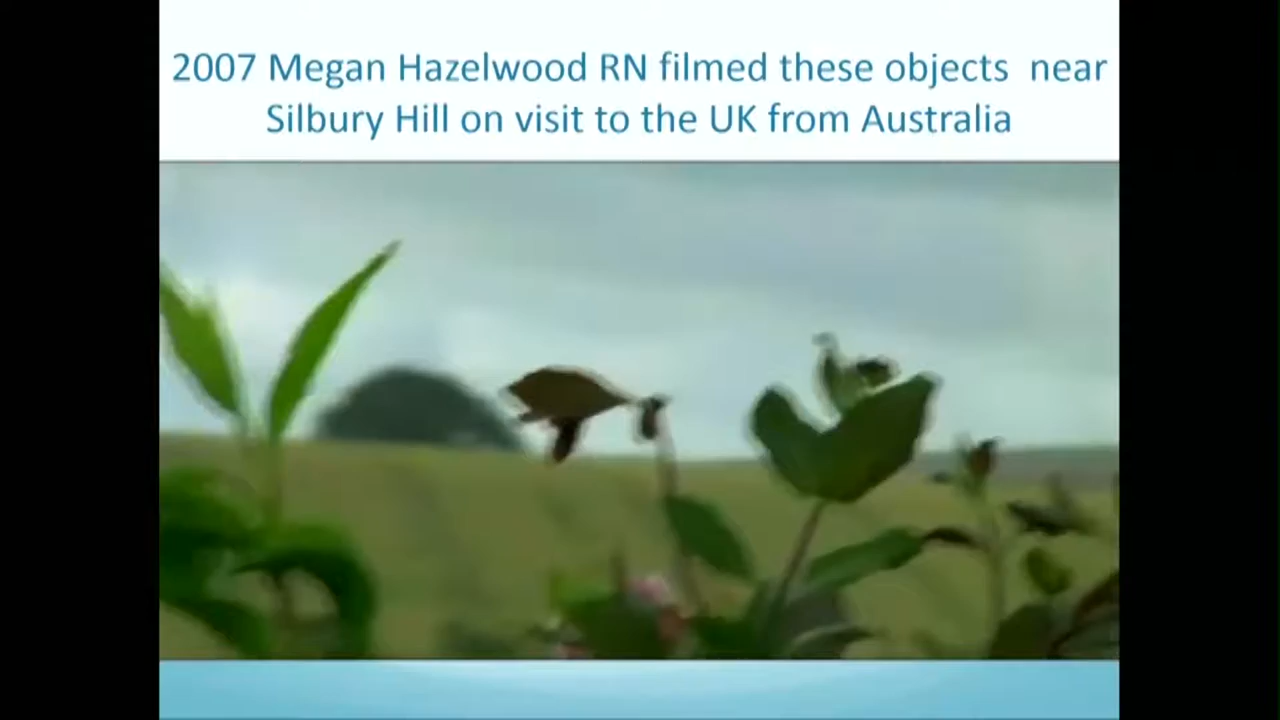 2007 Megan Hazelwood RN filmed these objects near
Silbury Hill on visit to the UK from Australia